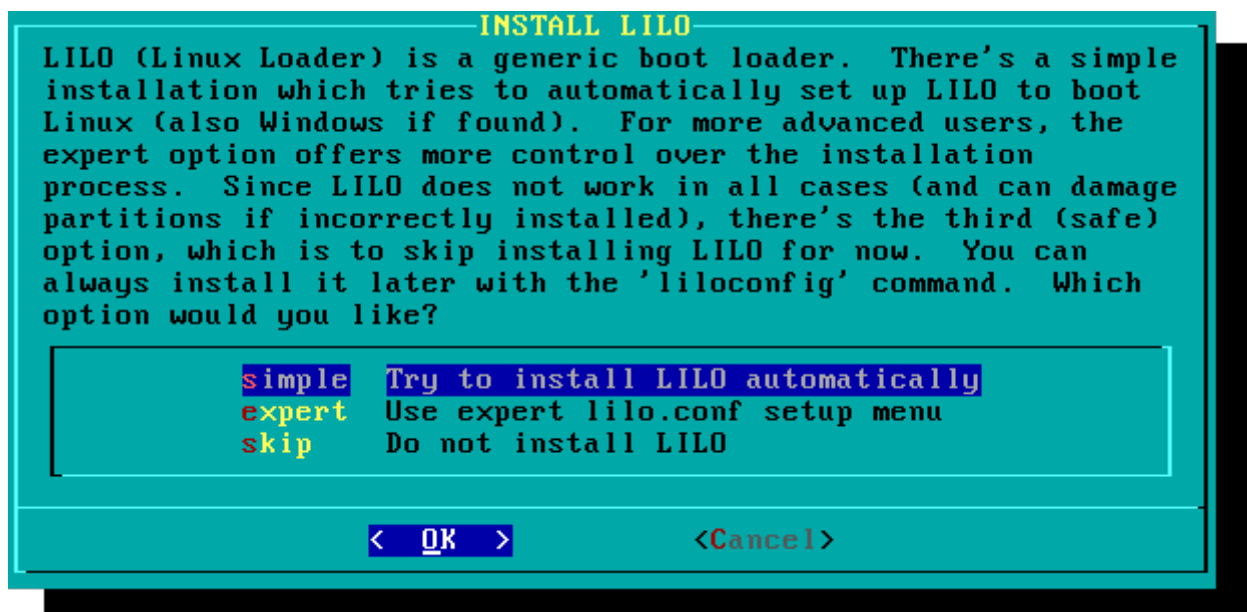 INSTALL LILO
LILO (Linux Loader) is a generic boot loader.  There's a simple
installation which tries to automatically set up LILO to boot
Linux (also Windows if found).  For more advanced users, the
expert option offers more control over the installation
process.  Since LILO does not work in all cases (and can damage
partitions if incorrectly installed), there's the third (safe)
option, which is to skip installing LILO for now.  You can
always install it later with the 'liloconfig' command.  Which
option would you like?
simple  Try to install LILO automatically
expert  Use expert lilo.conf setup menu
skip    Do not install LILO
<  OK  >          <Cancel>